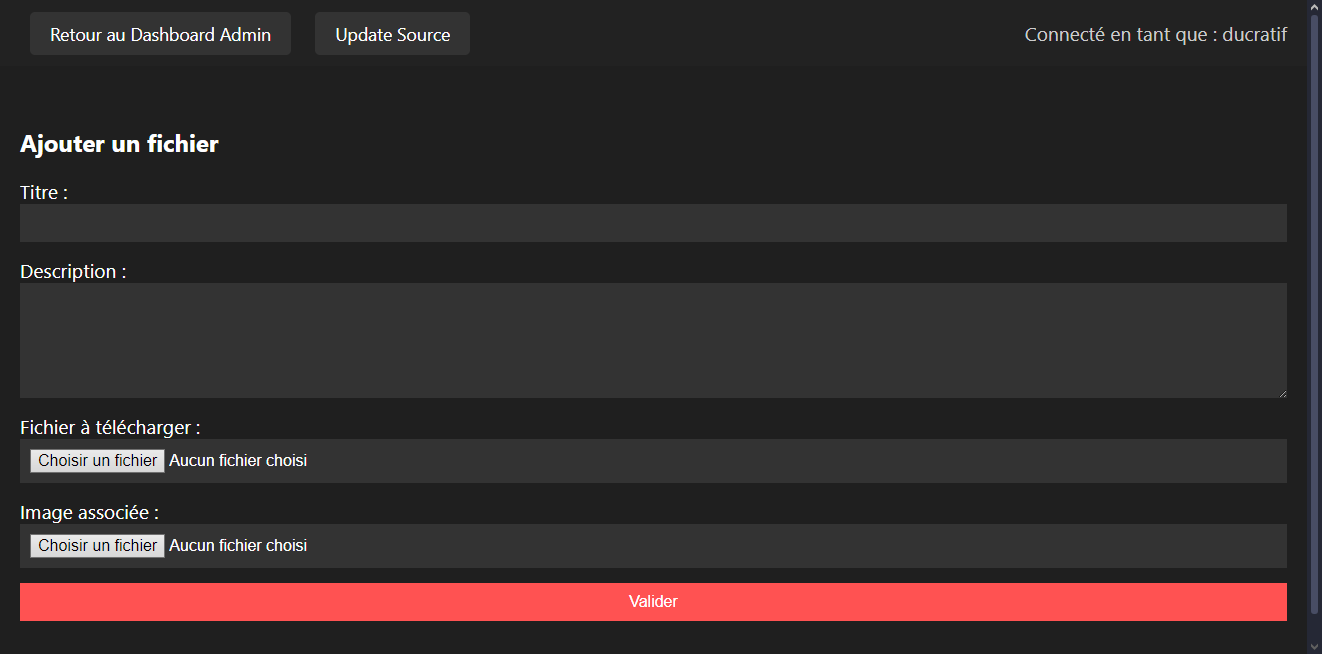 Retour au Dashboard Admin
Update Source
Connecté en tant que : ducratif
Ajouter un fichier
Titre :
Description :
Fichier à télécharger :
Choisir un fichier Aucun fichier choisi
Image associée :
Choisir un fichier Aucun fichier choisi
Valider